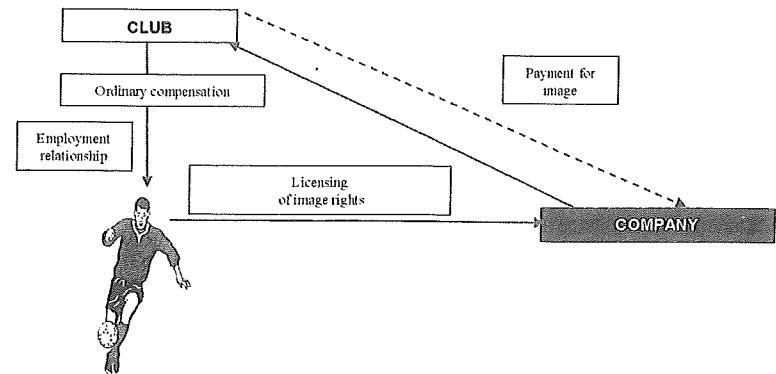 CLUB
Ordinary compensation
Payment for
image
Employment
relationship
Licensing
of image rights
COMPANY